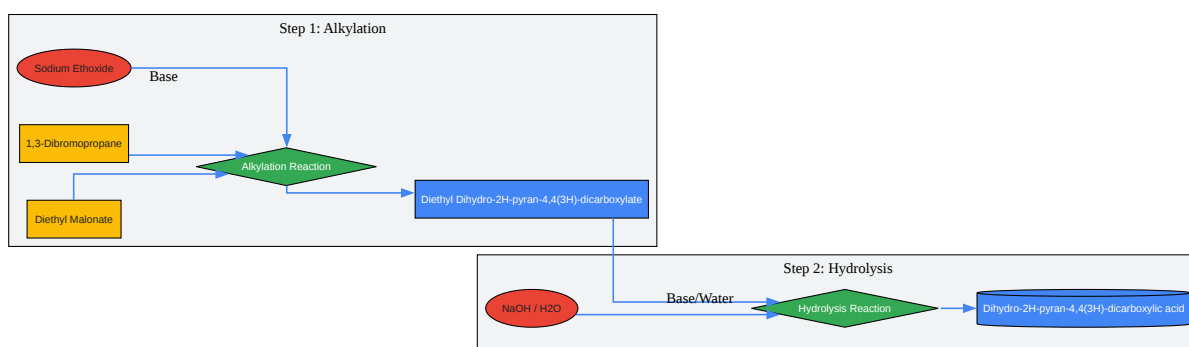 Step 1: Alkylation
Sodium Ethoxide
Base
1,3-Dibromopropane
Alkylation Reaction
Diethyl Dihydro-2H-pyran-4,4(3H)-dicarboxylate
Diethyl Malonate
Step 2: Hydrolysis
Base/Water
NaOH / H2O
Hydrolysis Reaction
Dihydro-2H-pyran-4,4(3H)-dicarboxylic acid